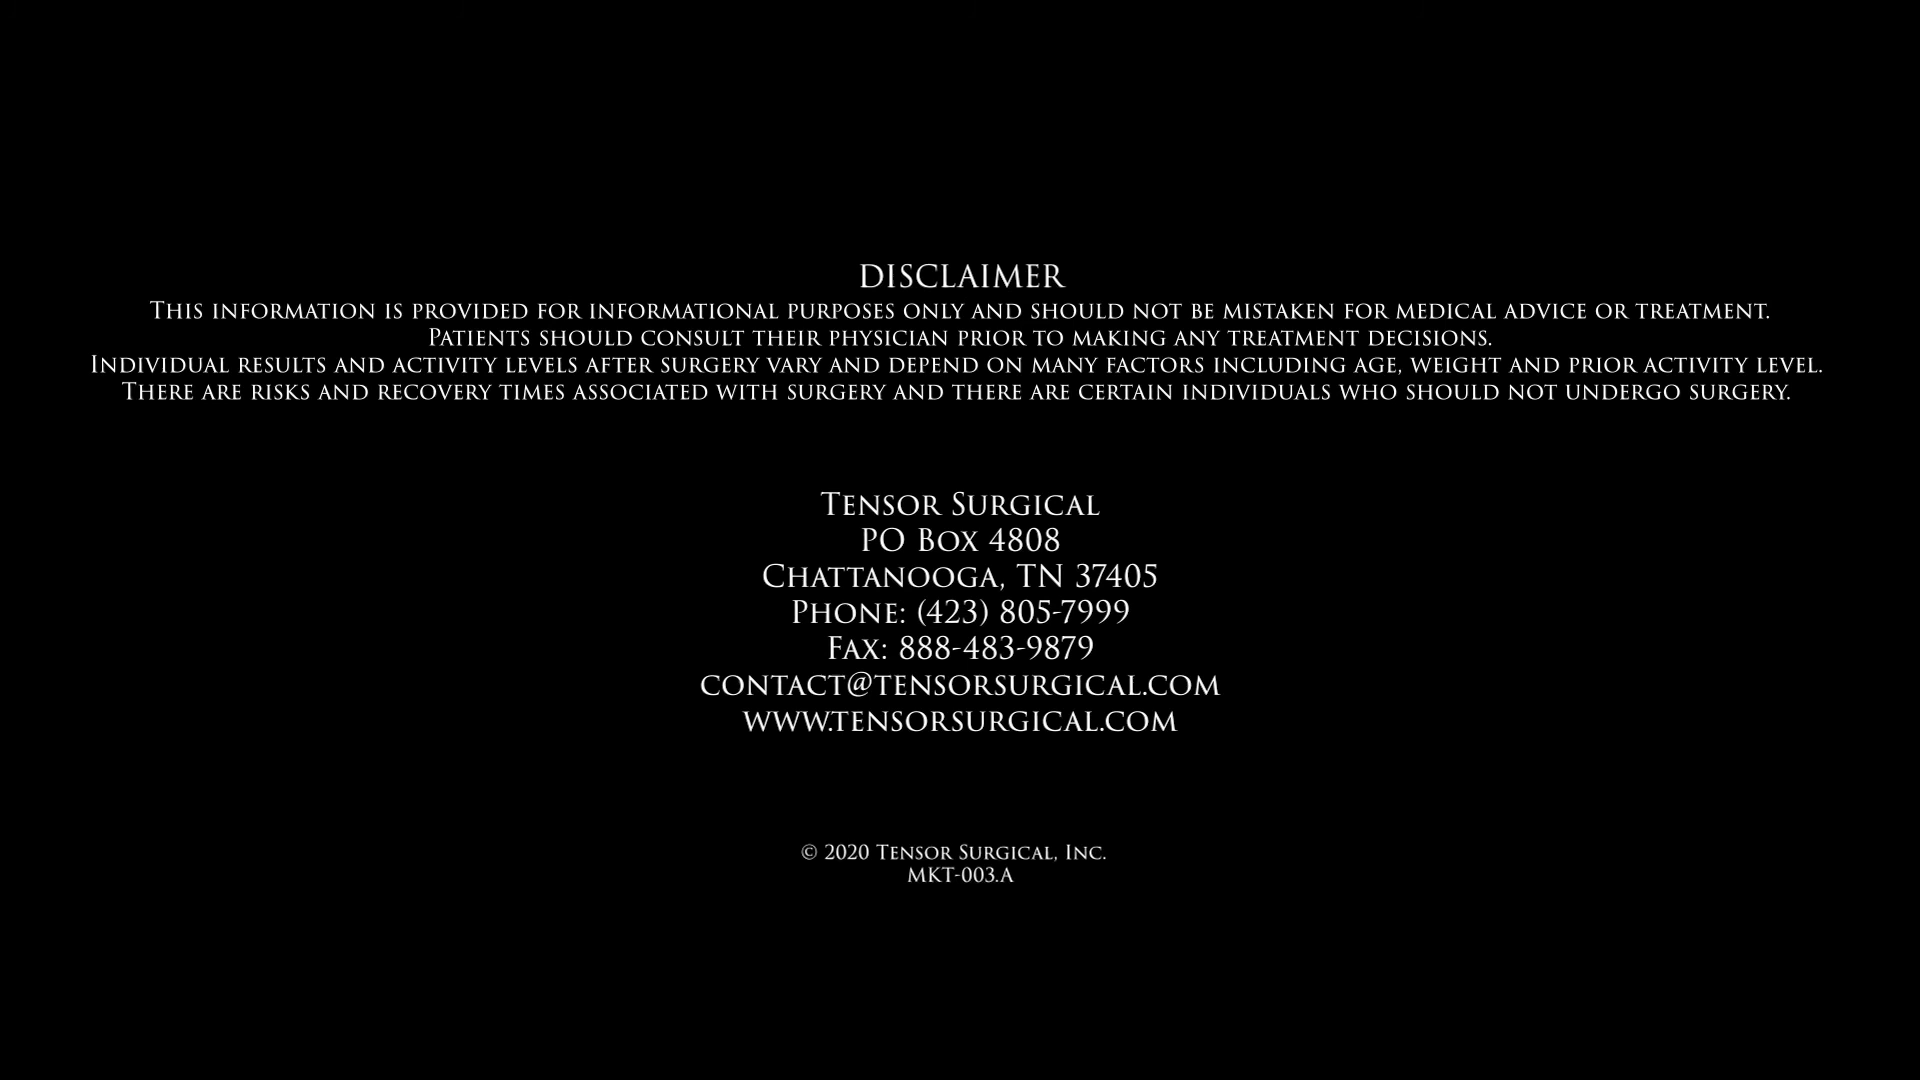 DISCLAIMER
This information is provided for informational purposes only and should not be mistaken for medical advice or treatment.
Patients should consult their physician prior to making any treatment decisions.
Individual results and activity levels after surgery vary and depend on many factors including age, weight and prior activity level.
There are risks and recovery times associated with surgery and there are certain individuals who should not undergo surgery.
Tensor Surgical
PO Box 4808
Chattanooga, TN 37405
Phone: (423) 805-7999
Fax: 888-483-9879
contact@tensorsurgical.com
www.tensorsurgical.com
© 2020 Tensor Surgical, Inc.
MKT-003.A